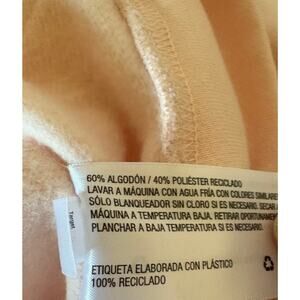 60% ALGODÓN / 40% POLIÉSTER RECICLADO
LAVAR A MÁQUINA CON AGUA FRÍA CON COLORES SIMILARES
SÓLO BLANQUEADOR SIN CLORO SI ES NECESARIO. SECAR A
MÁQUINA A TEMPERATURA BAJA. RETIRAR OPORTUNAMENT
PLANCHAR A BAJA TEMPERATURA SI ES NECESARIO.
ETIQUETA ELABORADA CON PLÁSTICO
100% RECICLADO